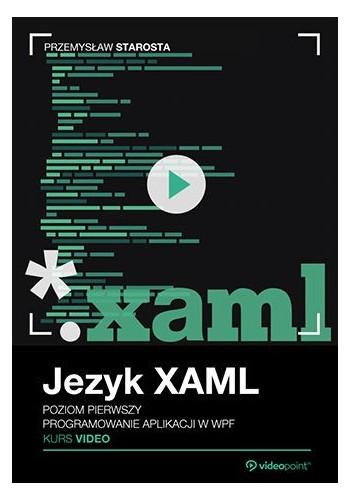 PRZEMYSŁAW STAROSTA
*.xaml
Jezyk XAML
POZIOM PIERWSZY
PROGRAMOWANIE APLIKACJI W WPF
KURS VIDEO
videopoint